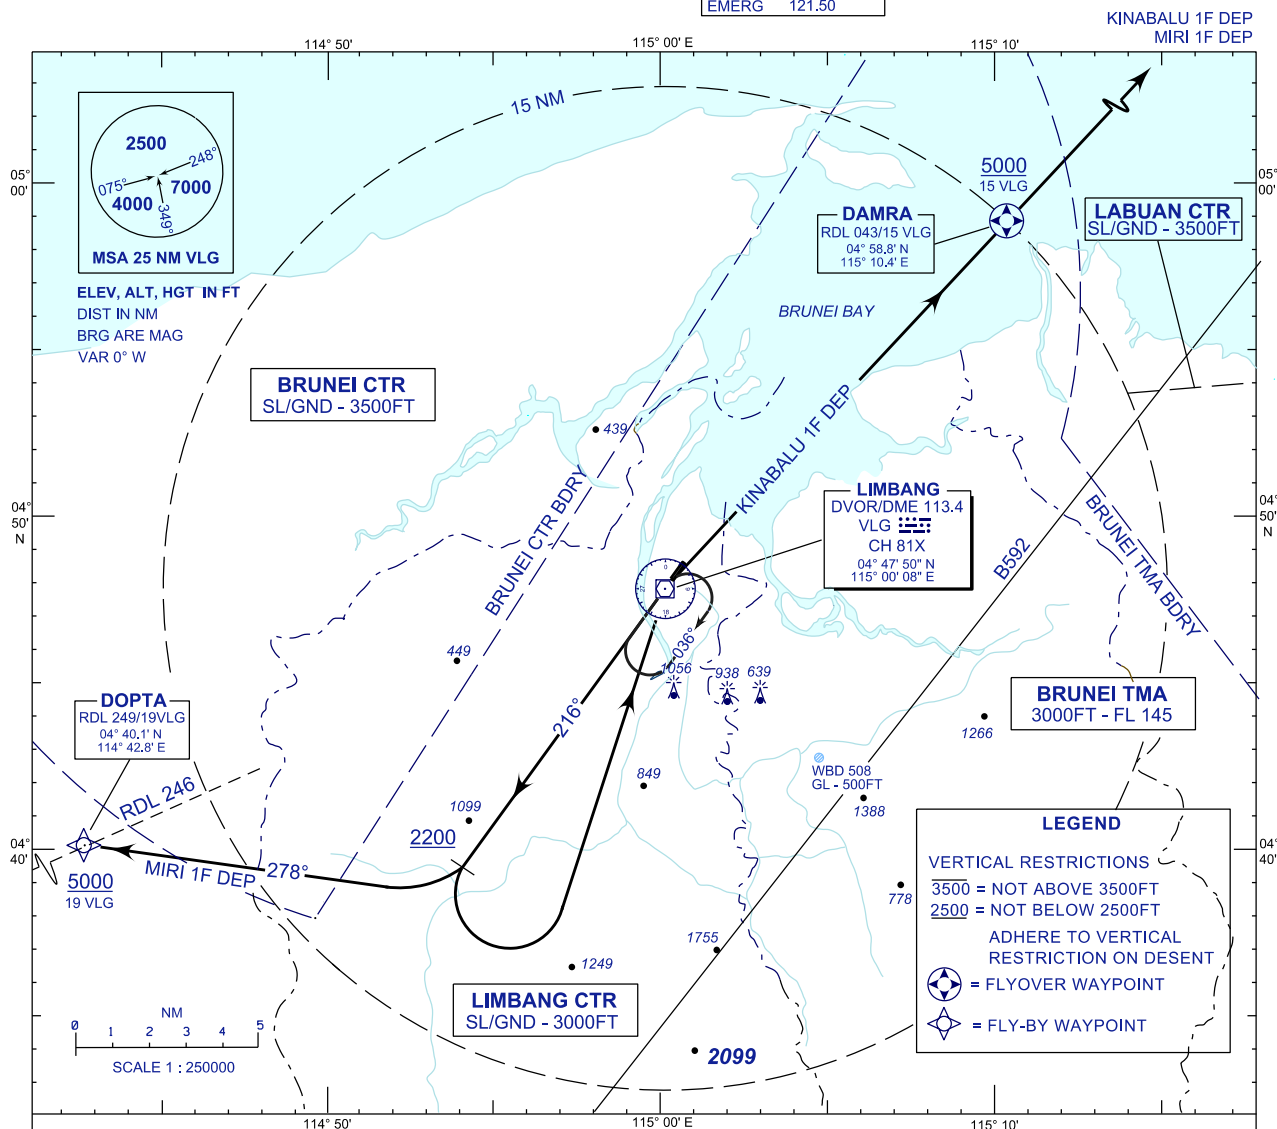 EMERG 121.50
KINABALU 1F DEP
MIRI 1F DEP
114° 50'
115° 00' E
115° 10'
15 NM
2500
248°
075°
7000
4000
349°
MSA 25 NM VLG
05°
00'
05°
00'
ELEV, ALT, HGT IN FT
DIST IN NM
BRG ARE MAG
VAR 0° W
5000
15 VLG
DAMRA
RDL 043/15 VLG
04° 58.8' N
115° 10.4' E
LABUAN CTR
SL/GND - 3500FT
BRUNEI BAY
BRUNEI CTR
SL/GND - 3500FT
439
KINABALU 1F DEP
BRUNEI CTR BDRY
LIMBANG
DVOR/DME 113.4
VLG
CH 81X
04° 47' 50" N
115° 00' 08" E
04°
50'
N
04°
50'
N
B592
BRUNEI TMA BDRY
0
18
036°
449
1056
938
639
216°
DOPTA
RDL 249/19VLG
04° 40.1' N
114° 42.8' E
BRUNEI TMA
3000FT - FL 145
1266
849
WBD 508
GL - 500FT
1388
RDL 246
1099
2200
04°
40'
04°
40'
MIRI 1F DEP
278°
5000
19 VLG
778
1755
1249
LEGEND
VERTICAL RESTRICTIONS
3500 = NOT ABOVE 3500FT
2500 = NOT BELOW 2500FT
ADHERE TO VERTICAL
RESTRICTION ON DESENT
= FLYOVER WAYPOINT
= FLY-BY WAYPOINT
LIMBANG CTR
SL/GND - 3000FT
NM
0 1 2 3 4 5
SCALE 1 : 250000
2099
114° 50'
115° 00' E
115° 10'